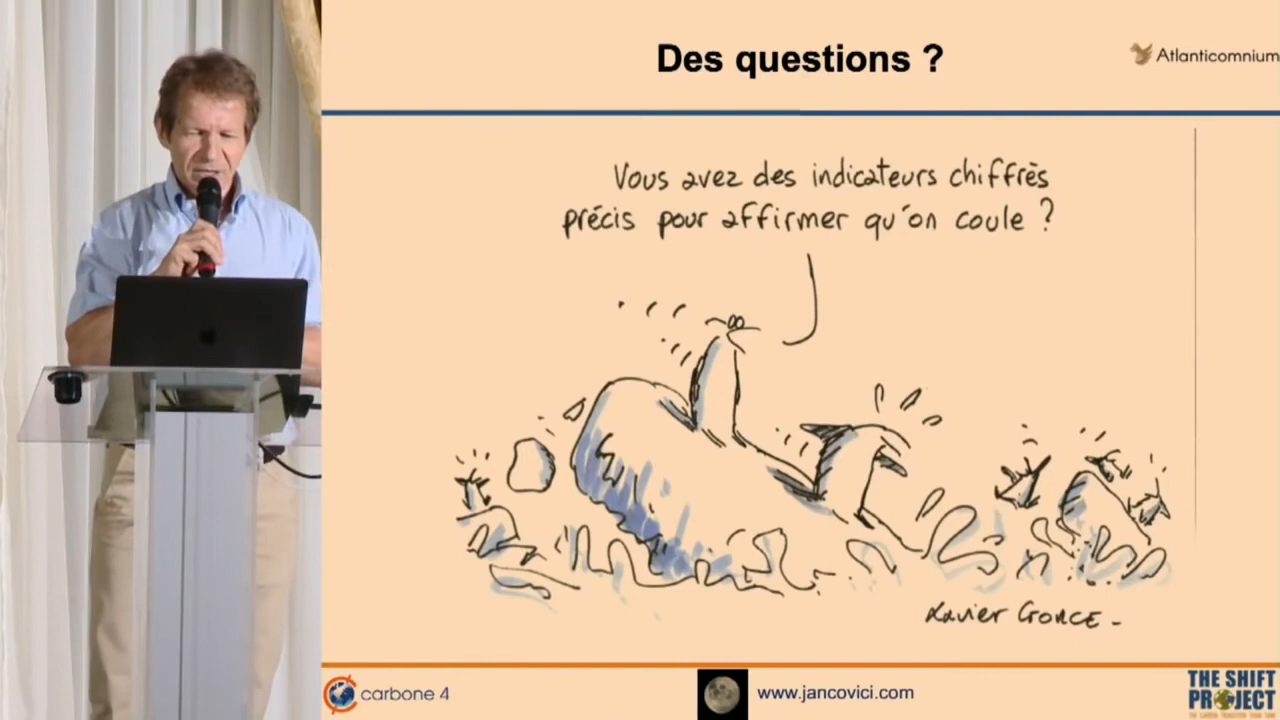 Des questions ?
Atlanticomnium
Vous avez des indicateurs chiffrès
précis pour affirmer qu'on coule ?
Xavier GORCE -
carbone 4
www.jancovici.com
THE SHIFT
PROJECT